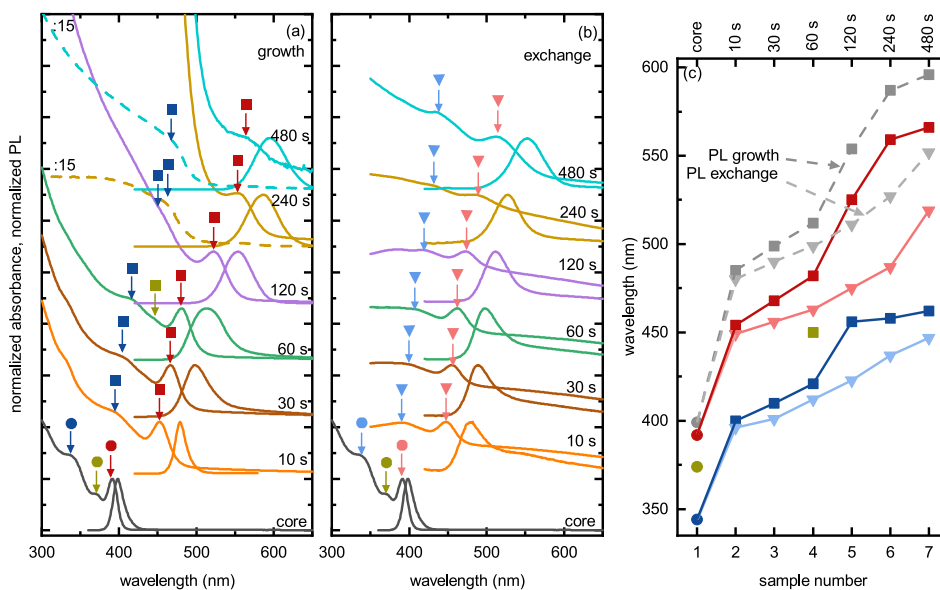 (a)
growth
:15
480 s
:15
240 s
120 s
60 s
30 s
10 s
core
300 400 500 600
wavelength (nm)
normalized absorbance, normalized PL
(b)
exchange
480 s
240 s
120 s
60 s
30 s
10 s
core
300 400 500 600
wavelength (nm)
core 10 s 30 s 60 s 120 s 240 s 480 s
(c)
PL growth
PL exchange
600
550
500
450
400
350
wavelength (nm)
1 2 3 4 5 6 7
sample number